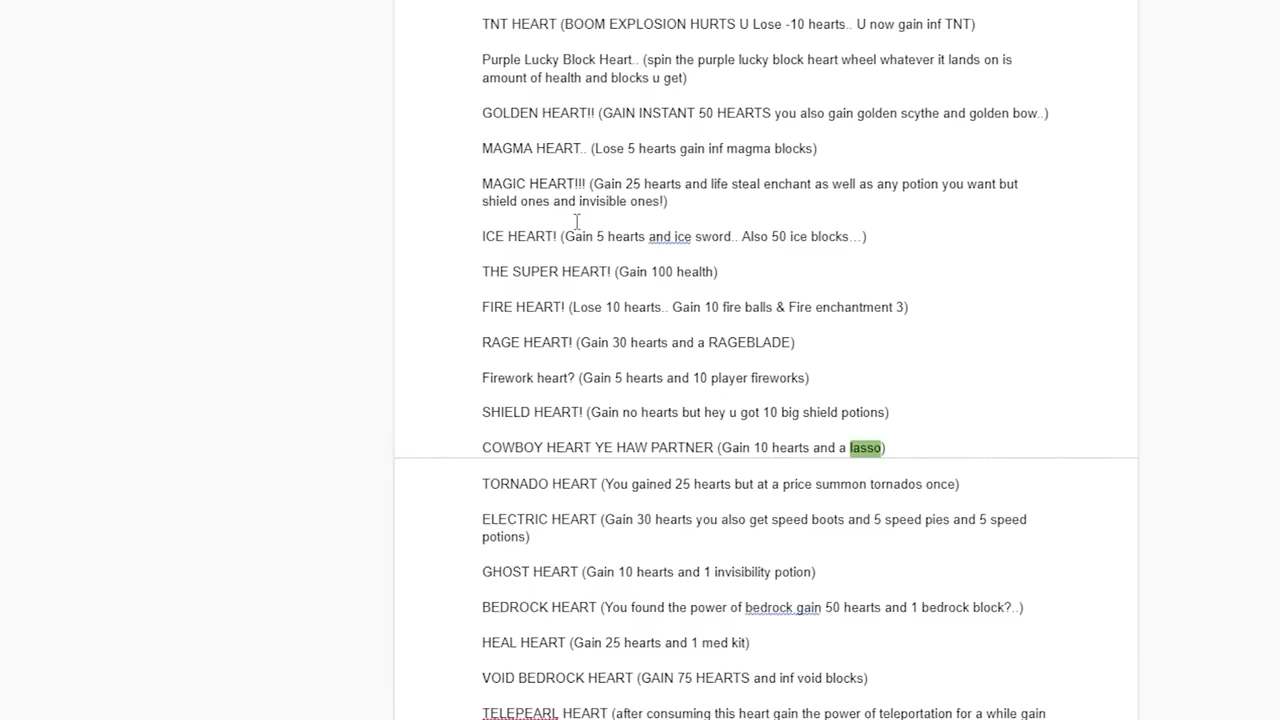 TNT HEART (BOOM EXPLOSION HURTS U Lose -10 hearts.. U now gain inf TNT)
Purple Lucky Block Heart.. (spin the purple lucky block heart wheel whatever it lands on is
amount of health and blocks u get)
GOLDEN HEART!! (GAIN INSTANT 50 HEARTS you also gain golden scythe and golden bow..)
MAGMA HEART.. (Lose 5 hearts gain inf magma blocks)
MAGIC HEART!!! (Gain 25 hearts and life steal enchant as well as any potion you want but
shield ones and invisible ones!)
ICE HEART! (Gain 5 hearts and ice sword.. Also 50 ice blocks...)
THE SUPER HEART! (Gain 100 health)
FIRE HEART! (Lose 10 hearts.. Gain 10 fire balls & Fire enchantment 3)
RAGE HEART! (Gain 30 hearts and a RAGEBLADE)
Firework heart? (Gain 5 hearts and 10 player fireworks)
SHIELD HEART! (Gain no hearts but hey u got 10 big shield potions)
COWBOY HEART YE HAW PARTNER (Gain 10 hearts and a lasso)
TORNADO HEART (You gained 25 hearts but at a price summon tornados once)
ELECTRIC HEART (Gain 30 hearts you also get speed boots and 5 speed pies and 5 speed
potions)
GHOST HEART (Gain 10 hearts and 1 invisibility potion)
BEDROCK HEART (You found the power of bedrock gain 50 hearts and 1 bedrock block?..)
HEAL HEART (Gain 25 hearts and 1 med kit)
VOID BEDROCK HEART (GAIN 75 HEARTS and inf void blocks)
TELEPEARL HEART (after consuming this heart gain the power of teleportation for a while gain